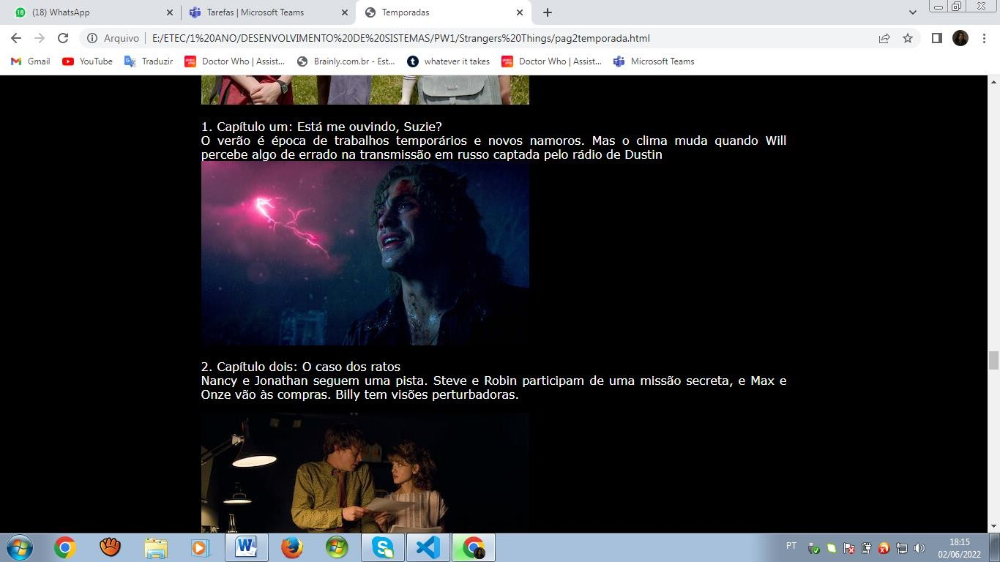 (18) WhatsApp
Tarefas | Microsoft Teams
Temporadas
Arquivo
E:/ETEC/1%20ANO/DESENVOLVIMENTO%20DE%20SISTEMAS/PW1/Strangers%20Things/pag2temporada.html
Gmail
YouTube
Traduzir
Doctor Who | Assist...
Brainly.com.br - Est...
whatever it takes
Doctor Who | Assist...
Microsoft Teams
1. Capítulo um: Está me ouvindo, Suzie?
O verão é época de trabalhos temporários e novos namoros. Mas o clima muda quando Will
percebe algo de errado na transmissão em russo captada pelo rádio de Dustin
2. Capítulo dois: O caso dos ratos
Nancy e Jonathan seguem uma pista. Steve e Robin participam de uma missão secreta, e Max e
Onze vão às compras. Billy tem visões perturbadoras.
PT
18:15
02/06/2022